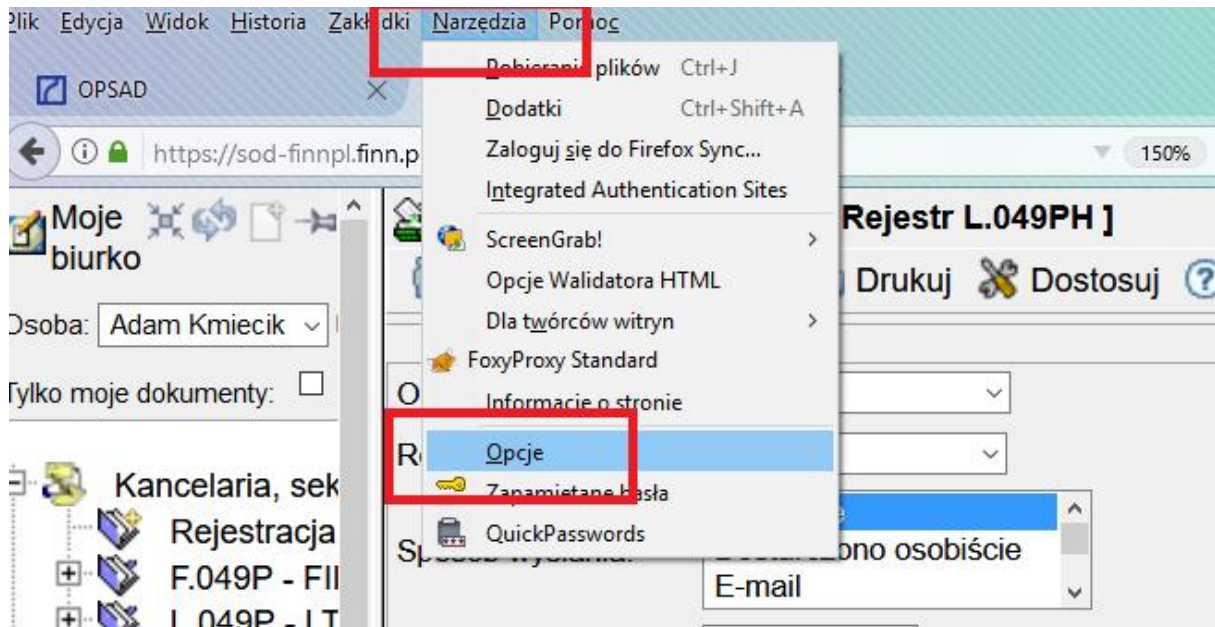 Plik Edycja Widok Historia Zakładki Narzędzia Pomoc
OPSAD
https://sod-finnpl.finn.p
150%
Pobieranie plików Ctrl+J
Dodatki Ctrl+Shift+A
Zaloguj się do Firefox Sync...
Integrated Authentication Sites
ScreenGrab!
Opcje Walidatora HTML
Dla twórców witryn
FoxyProxy Standard
Informacje o stronie
Opcje
Zapamiętane hasła
QuickPasswords
Moje
biurko
Osoba: Adam Kmiecik
Tylko moje dokumenty:
Kancelaria, sek
Rejestracja
F.049P - FII
L.049P - LT
Rejestr L.049PH ]
Drukuj Dostosuj
O
R
wysłania:
osobiście
E-mail